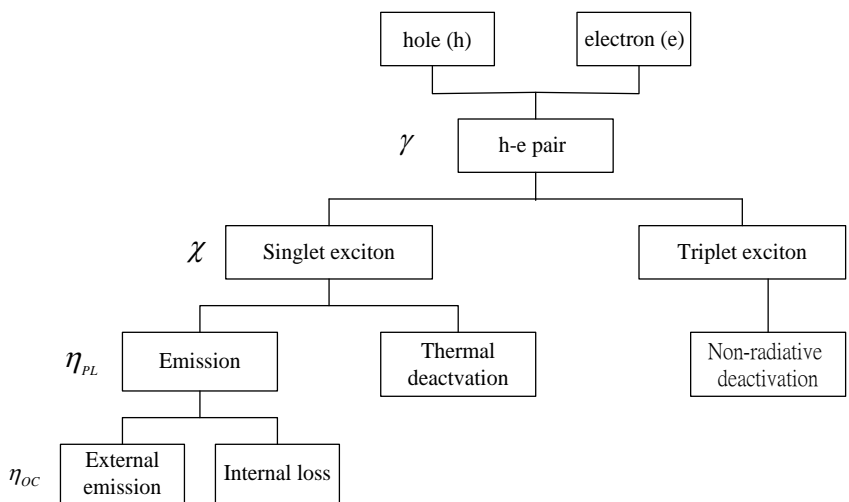 hole (h)
electron (e)
γ
h-e pair
χ
Singlet exciton
Triplet exciton
η_PL
Emission
Thermal
deactvation
Non-radiative
deactivation
η_OC
External
emission
Internal loss